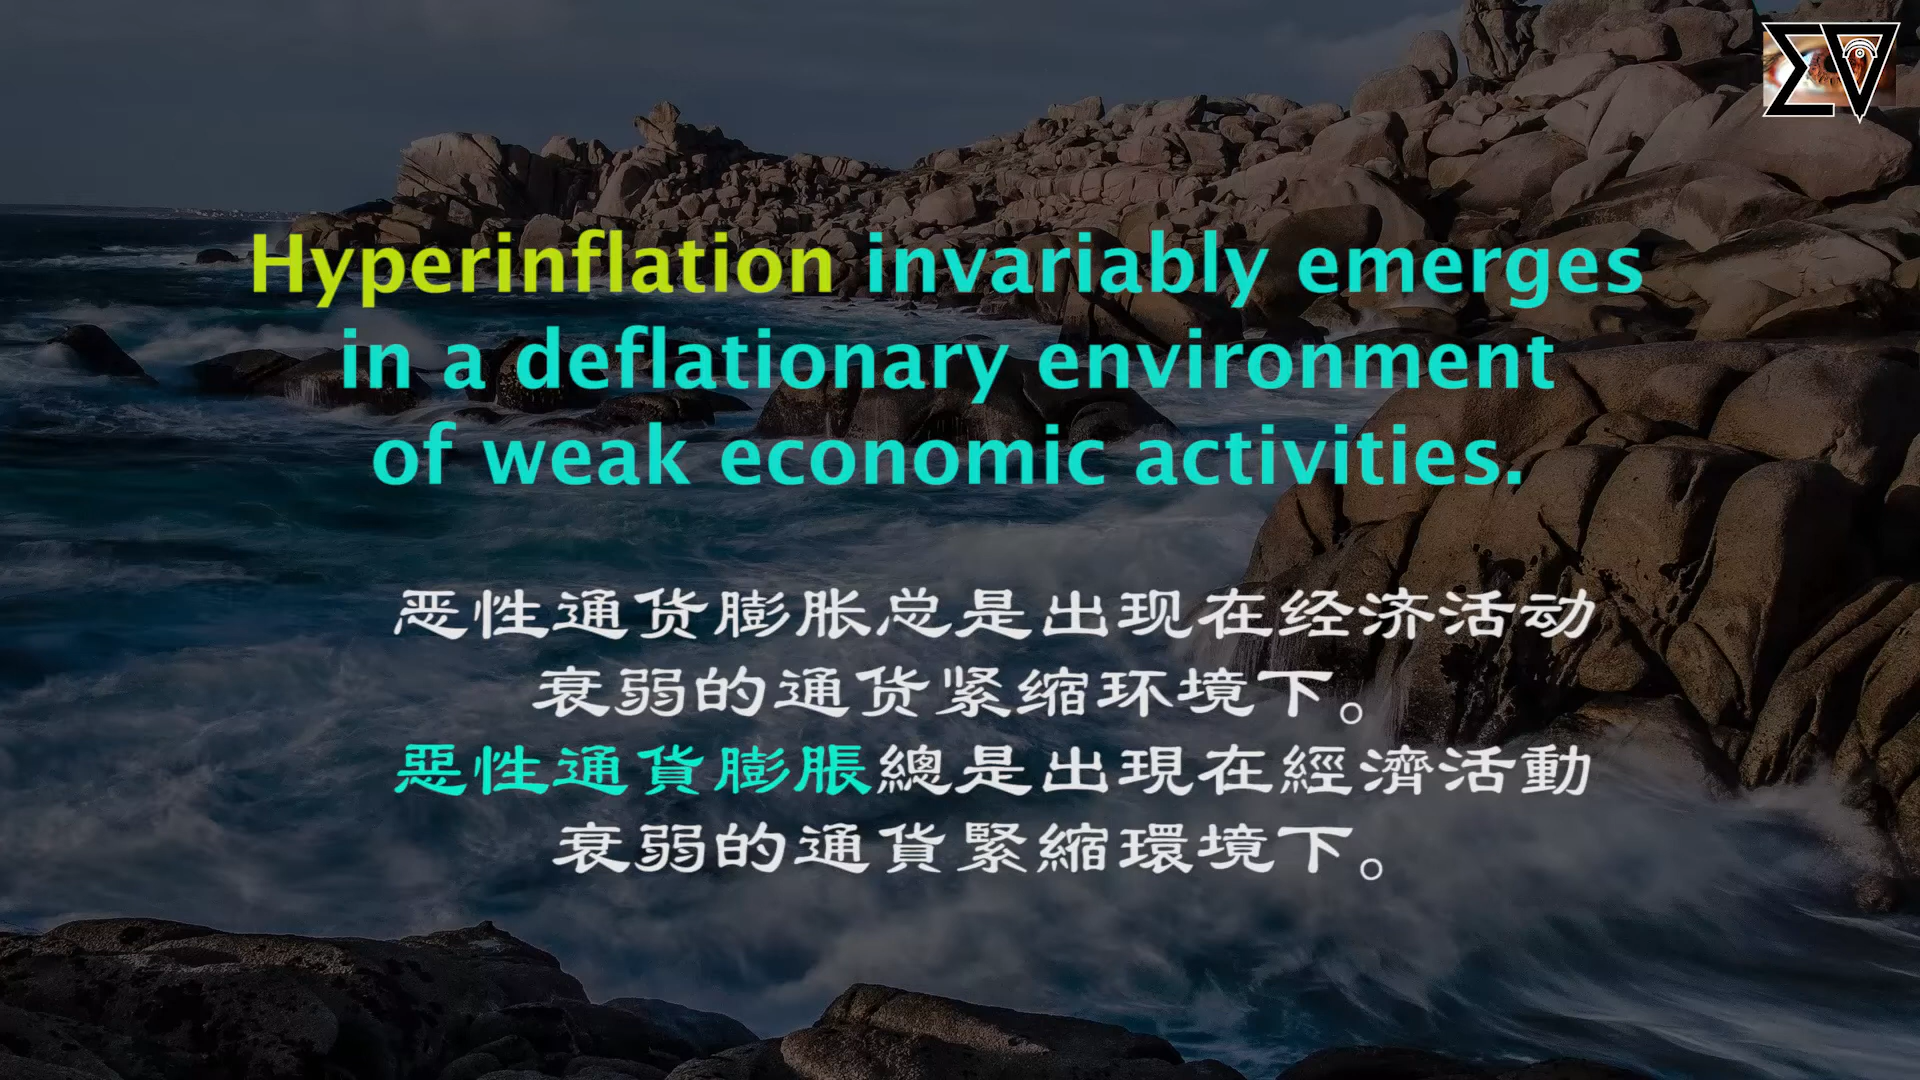 Hyperinflation invariably emerges
in a deflationary environment
of weak economic activities.
恶性通货膨胀总是出现在经济活动
衰弱的通货紧缩环境下。
惡性通貨膨脹總是出現在經濟活動
衰弱的通貨緊縮環境下。